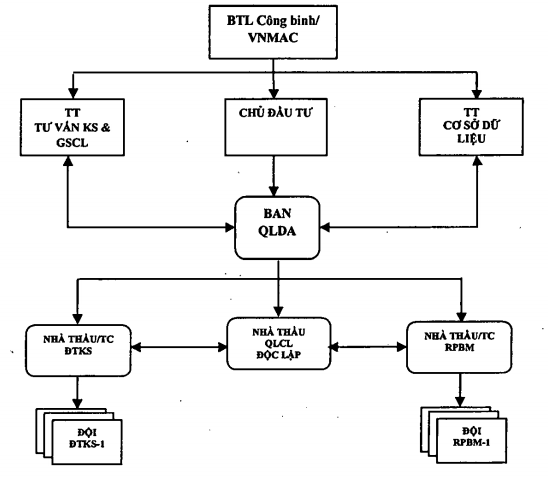 BTL Công binh/
VNMAC
TT
TƯ VẤN KS &
GSCL
CHỦ ĐẦU TƯ
TT
CƠ SỞ DỮ
LIỆU
BAN
QLDA
NHÀ THẦU/TC
ĐTKS
NHÀ THẦU
QLCL
ĐỘC LẬP
NHÀ THẦU/TC
RPBM
ĐỘI
ĐTKS-1
ĐỘI
RPBM-1